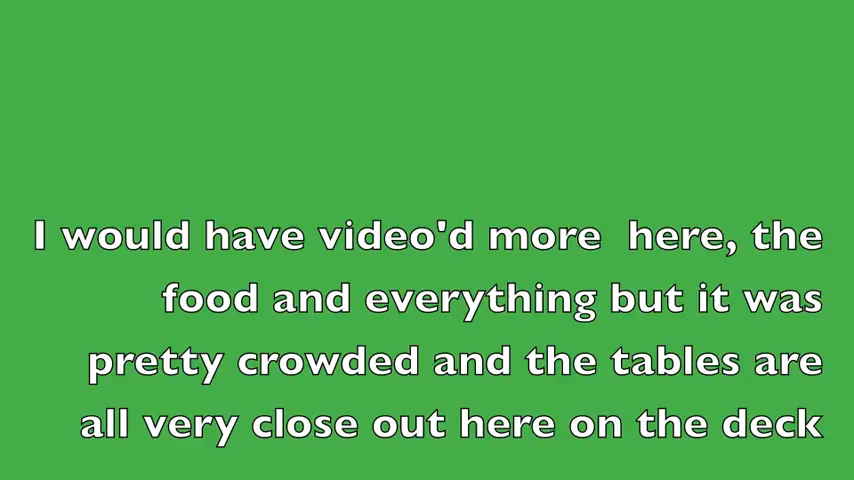 I would have video'd more  here, the
food and everything but it was
pretty crowded and the tables are
all very close out here on the deck